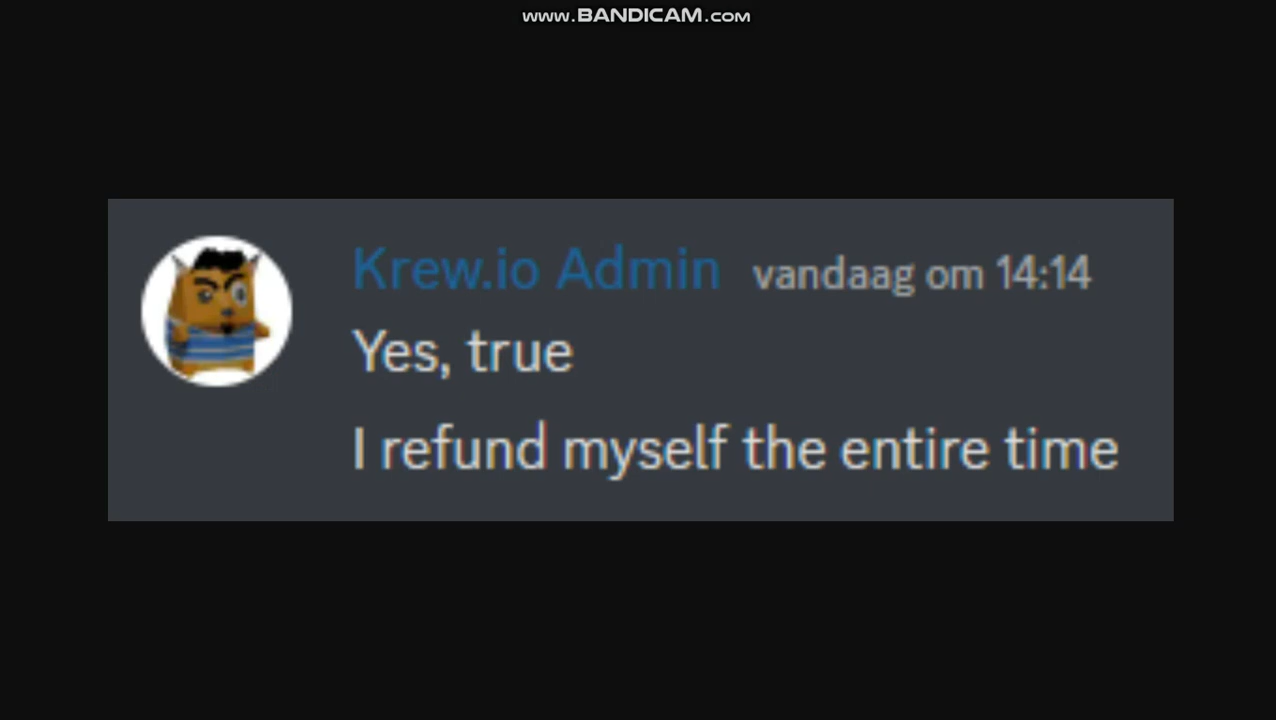 www.BANDICAM.com
Krew.io Admin vandaag om 14:14
Yes, true
I refund myself the entire time